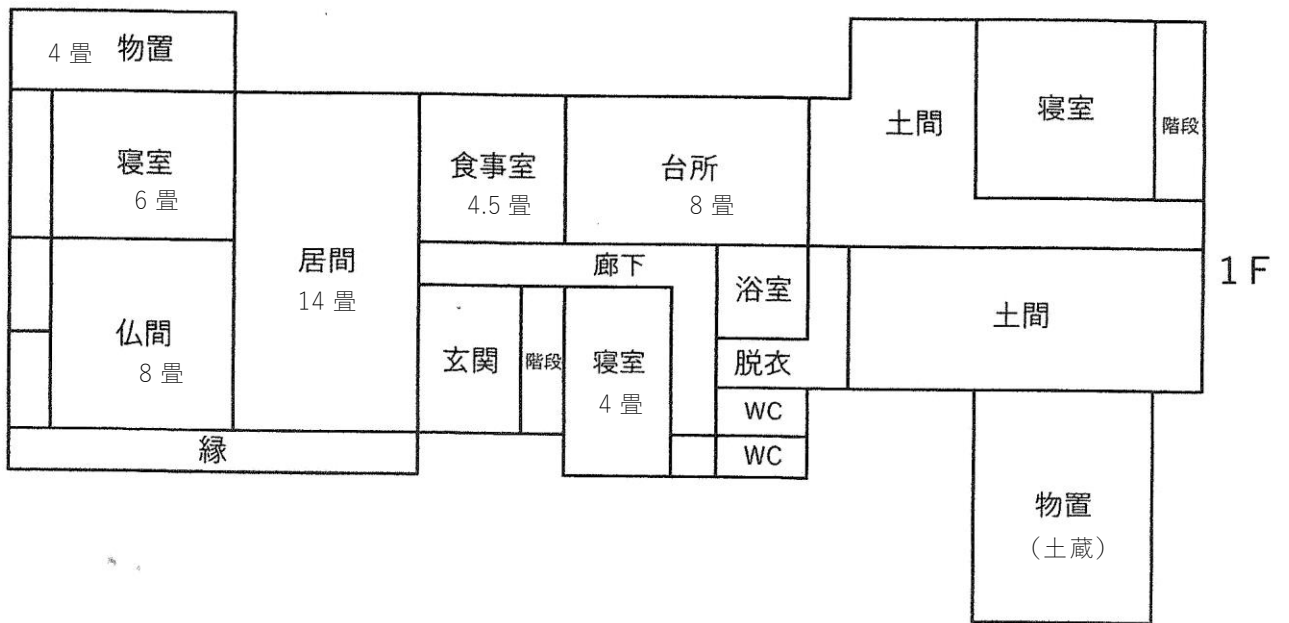 4 畳 物置
寝室
6 畳
仏間
8 畳
縁
居間
14 畳
食事室
4.5 畳
台所
8 畳
廊下
玄関
階段
寝室
4 畳
浴室
脱衣
WC
WC
土間
寝室
階段
土間
物置
（土蔵）
1F